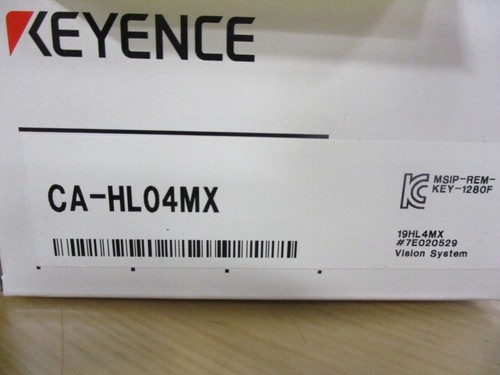 KEYENCE
CA-HL04MX
MSIP-REM-
KEY-1280F
19HL4MX
#7E020529
Vision System